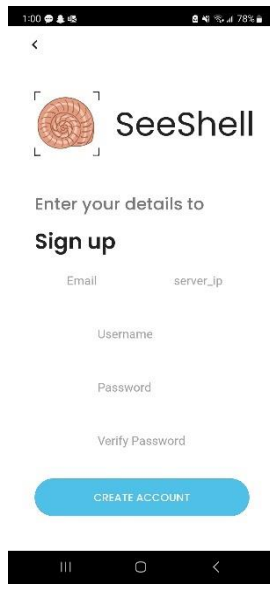 1:00 78%
SeeShell
Enter your details to
Sign up
Email server_ip
Username
Password
Verify Password
CREATE ACCOUNT